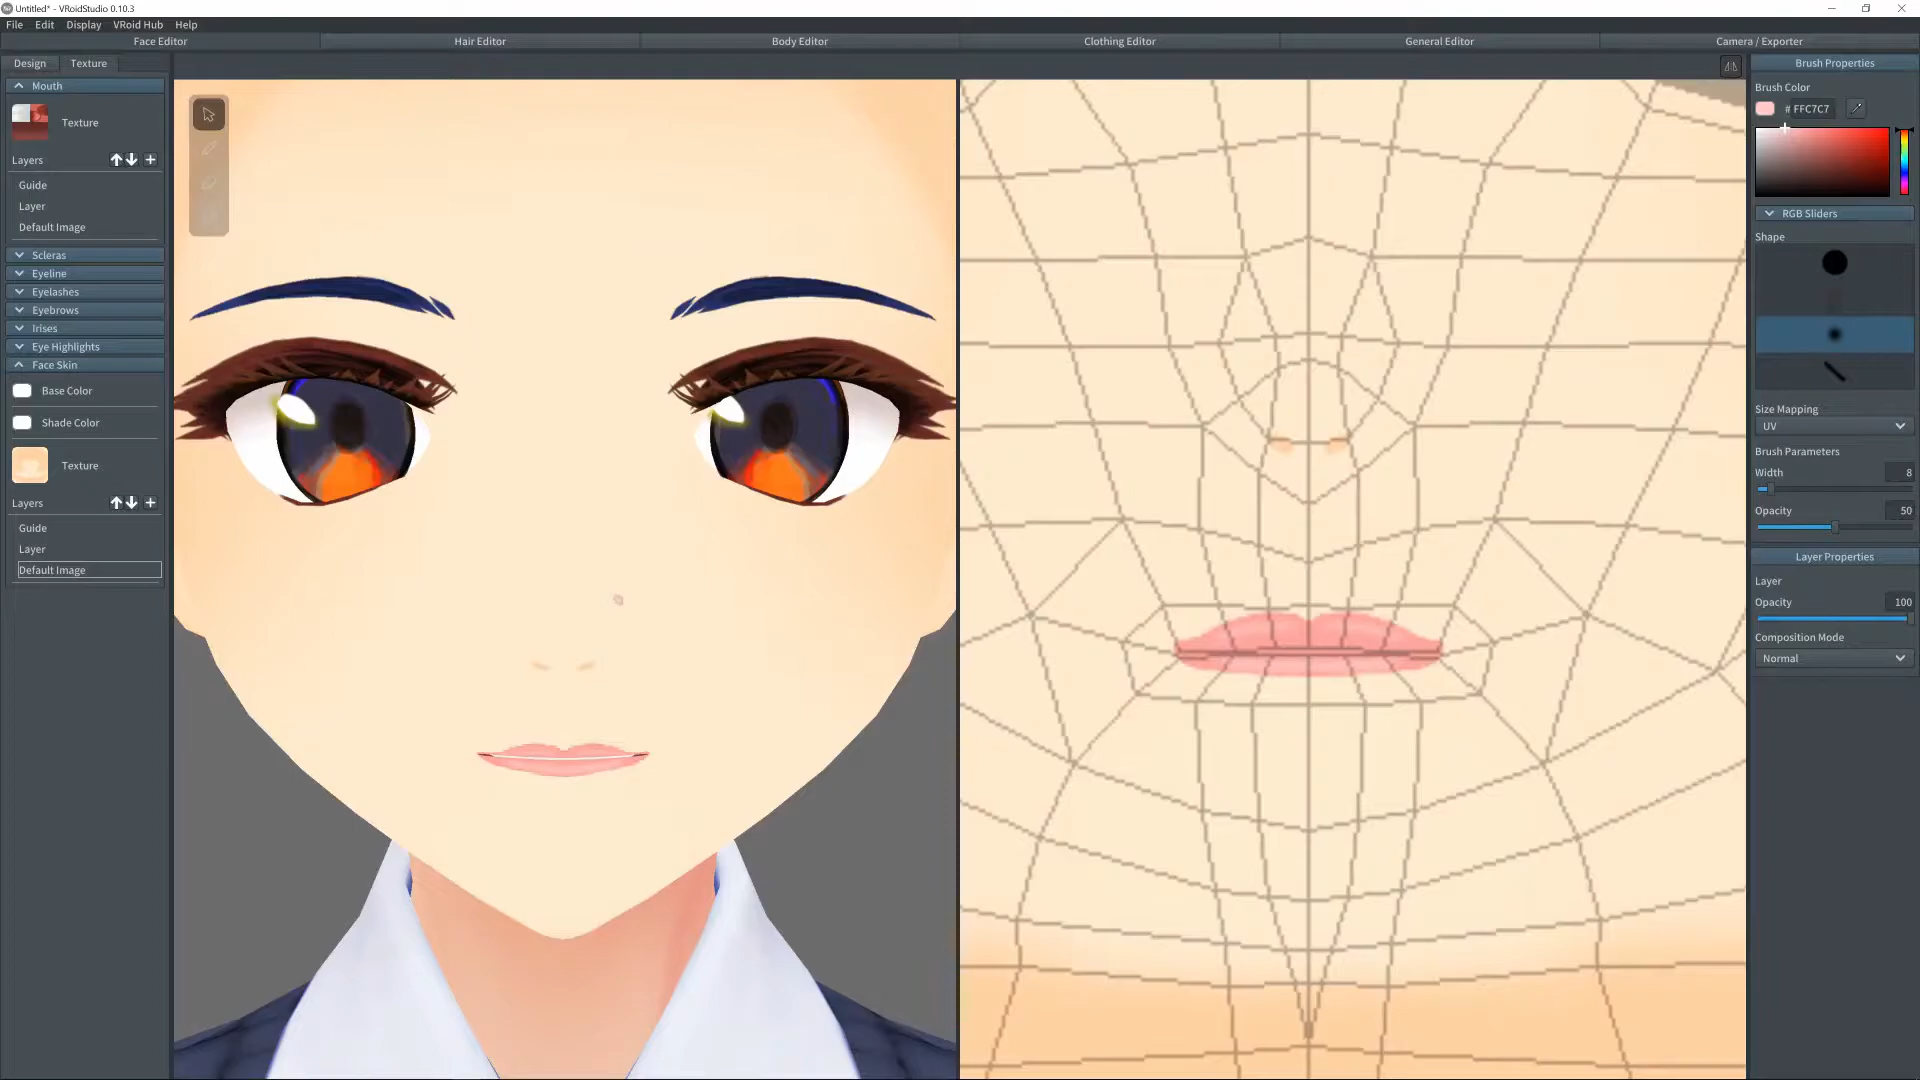 Untitled* - VRoidStudio 0.10.3
File Edit Display VRoid Hub Help
Face Editor Hair Editor Body Editor Clothing Editor General Editor Camera / Exporter
Design Texture
Mouth
Texture
Layers
Guide
Layer
Default Image
Scleras
Eyeline
Eyelashes
Eyebrows
Irises
Eye Highlights
Face Skin
Base Color
Shade Color
Texture
Layers
Guide
Layer
Default Image
Brush Properties
Brush Color
# FFC7C7
RGB Sliders
Shape
Size Mapping
UV
Brush Parameters
Width 8
Opacity 50
Layer Properties
Layer
Opacity 100
Composition Mode
Normal